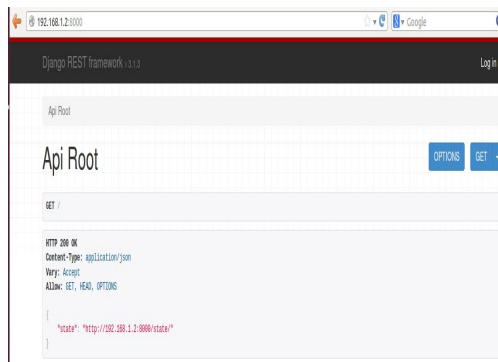 192.168.1.2:8000
Google
Django REST framework v3.1.3
Log in
Api Root
Api Root
OPTIONS
GET
GET /
HTTP 200 OK
Content-Type: application/json
Vary: Accept
Allow: GET, HEAD, OPTIONS
{
"state": "http://192.168.1.2:8000/state/"
}